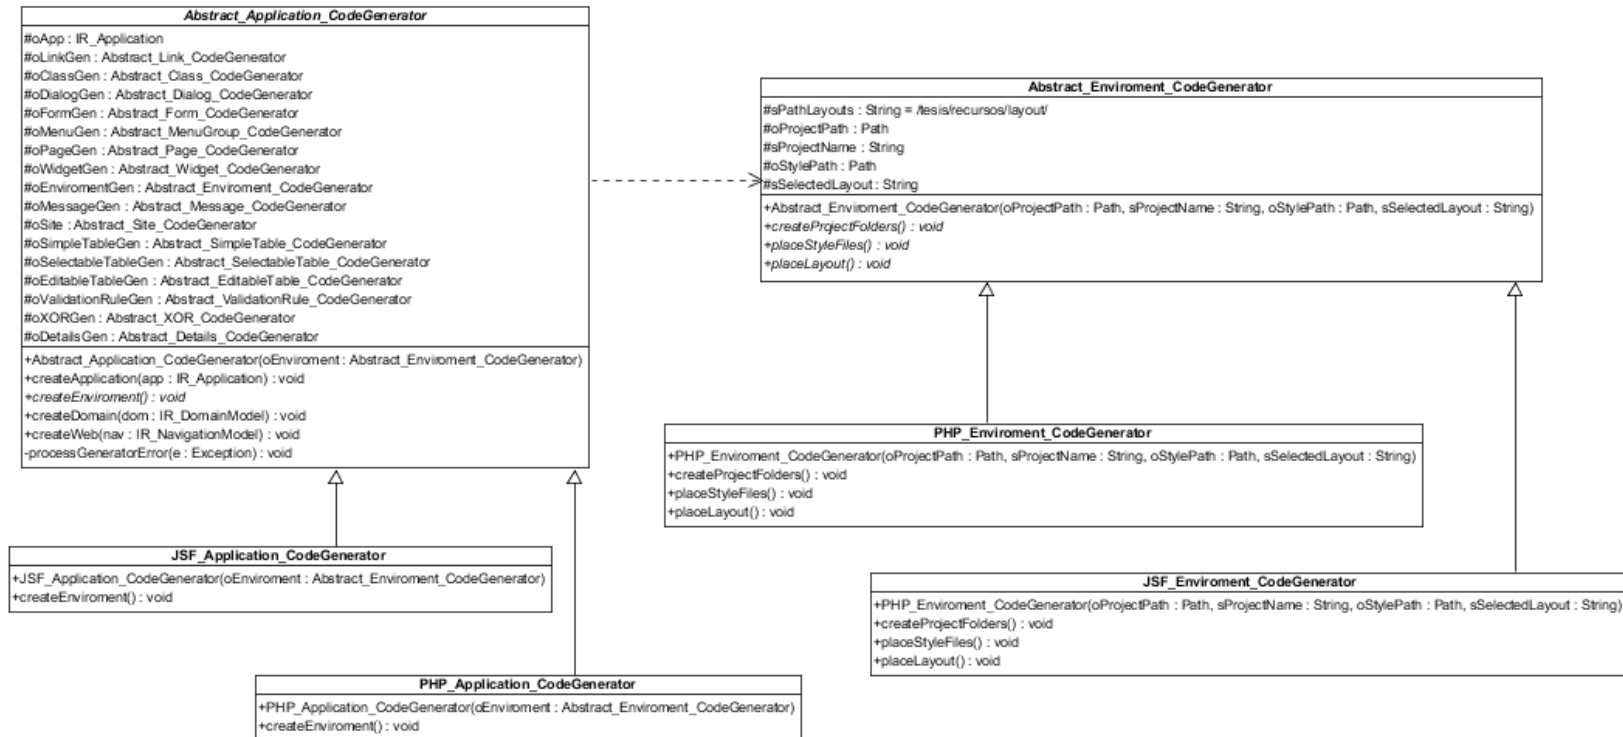 Abstract_Application_CodeGenerator
#oApp : IR_Application
#oLinkGen : Abstract_Link_CodeGenerator
#oClassGen : Abstract_Class_CodeGenerator
#oDialogGen : Abstract_Dialog_CodeGenerator
#oFormGen : Abstract_Form_CodeGenerator
#oMenuGen : Abstract_MenuGroup_CodeGenerator
#oPageGen : Abstract_Page_CodeGenerator
#oWidgetGen : Abstract_Widget_CodeGenerator
#oEnviromentGen : Abstract_Enviroment_CodeGenerator
#oMessageGen : Abstract_Message_CodeGenerator
#oSite : Abstract_Site_CodeGenerator
#oSimpleTableGen : Abstract_SimpleTable_CodeGenerator
#oSelectableTableGen : Abstract_SelectableTable_CodeGenerator
#oEditableTableGen : Abstract_EditableTable_CodeGenerator
#oValidationRuleGen : Abstract_ValidationRule_CodeGenerator
#oXORGen : Abstract_XOR_CodeGenerator
#oDetailsGen : Abstract_Details_CodeGenerator
+Abstract_Application_CodeGenerator(oEnviroment : Abstract_Enviroment_CodeGenerator)
+createApplication(app : IR_Application) : void
+createEnviroment() : void
+createDomain(dom : IR_DomainModel) : void
+createWeb(nav : IR_NavigationModel) : void
-processGeneratorError(e : Exception) : void
Abstract_Enviroment_CodeGenerator
#sPathLayouts : String = /tesis/recursos/layout/
#oProjectPath : Path
#sProjectName : String
#oStylePath : Path
#sSelectedLayout : String
+Abstract_Enviroment_CodeGenerator(oProjectPath : Path, sProjectName : String, oStylePath : Path, sSelectedLayout : String)
+createProjectFolders() : void
+placeStyleFiles() : void
+placeLayout() : void
PHP_Enviroment_CodeGenerator
+PHP_Enviroment_CodeGenerator(oProjectPath : Path, sProjectName : String, oStylePath : Path, sSelectedLayout : String)
+createProjectFolders() : void
+placeStyleFiles() : void
+placeLayout() : void
JSF_Application_CodeGenerator
+JSF_Application_CodeGenerator(oEnviroment : Abstract_Enviroment_CodeGenerator)
+createEnviroment() : void
JSF_Enviroment_CodeGenerator
+PHP_Enviroment_CodeGenerator(oProjectPath : Path, sProjectName : String, oStylePath : Path, sSelectedLayout : String)
+createProjectFolders() : void
+placeStyleFiles() : void
+placeLayout() : void
PHP_Application_CodeGenerator
+PHP_Application_CodeGenerator(oEnviroment : Abstract_Enviroment_CodeGenerator)
+createEnviroment() : void